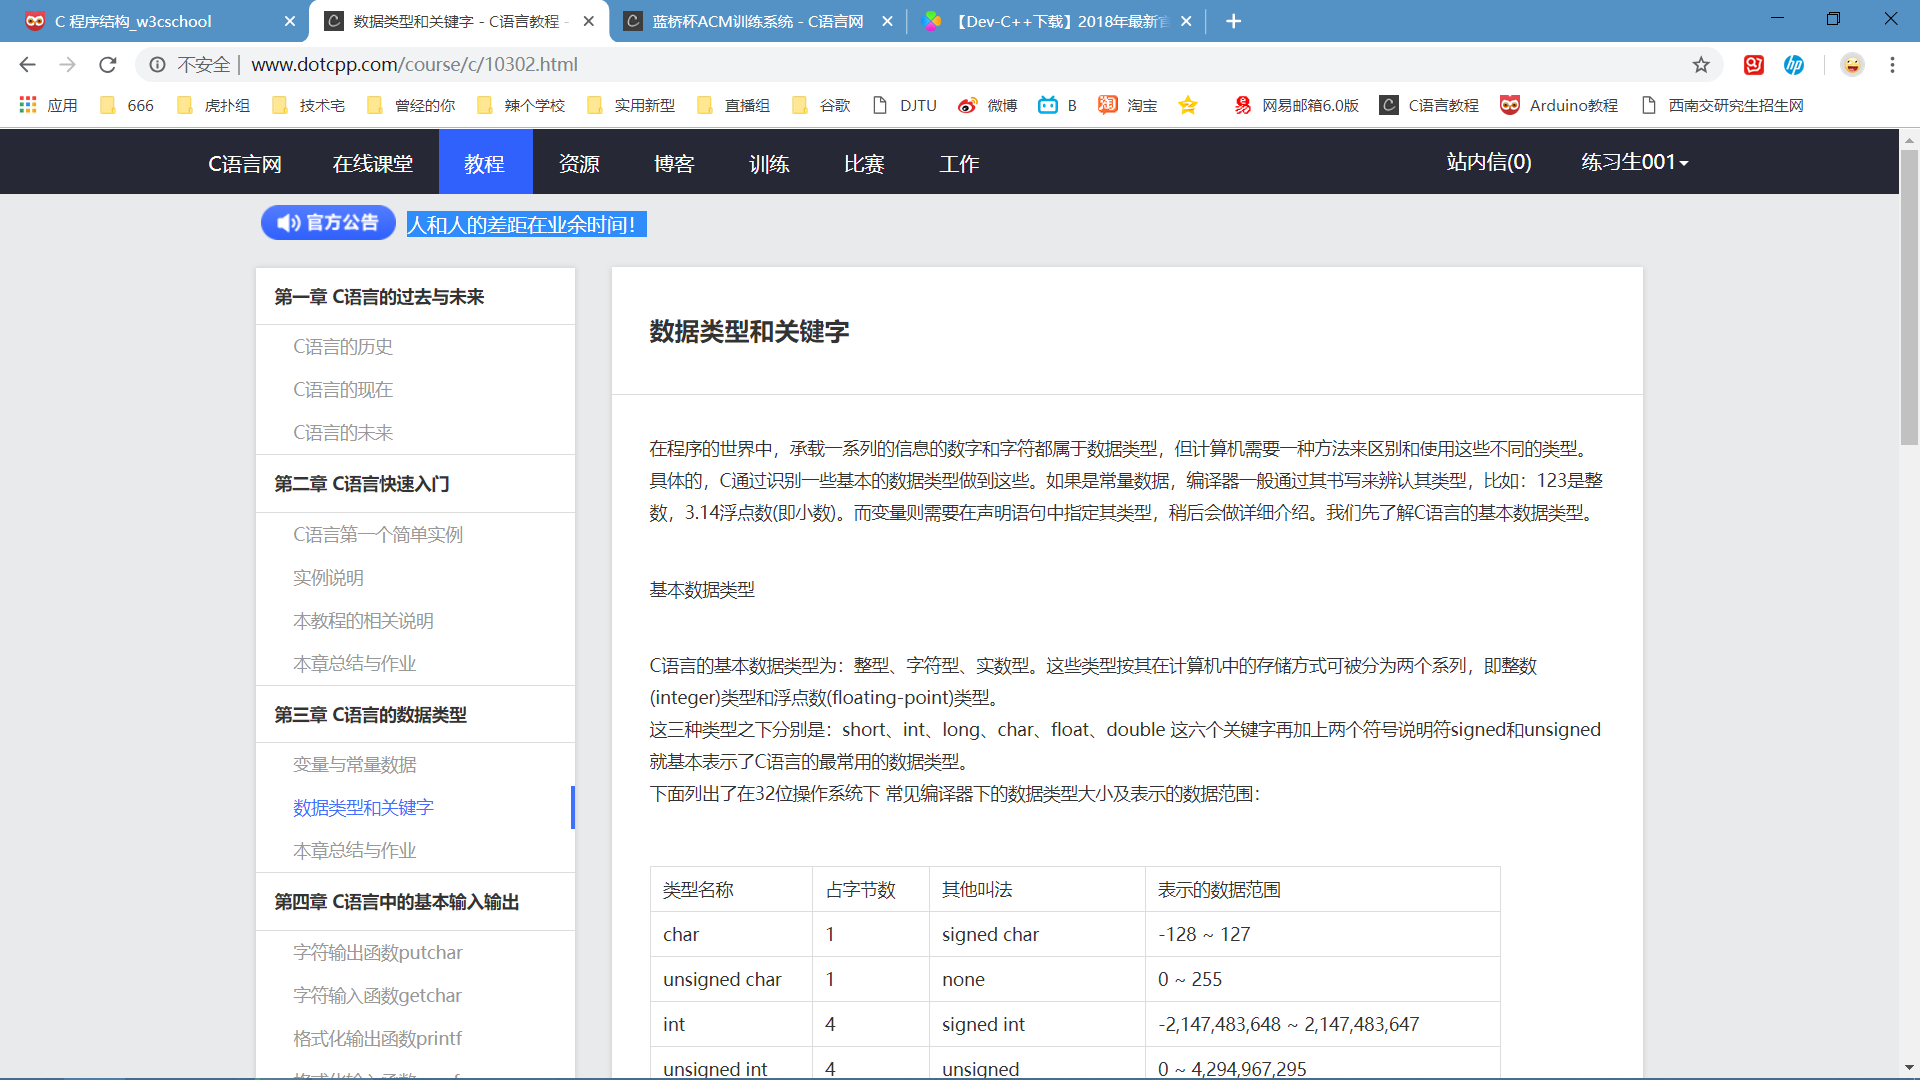 C 程序结构_w3cschool
数据类型和关键字 - C语言教程 -
蓝桥杯ACM训练系统 - C语言网
【Dev-C++下载】2018年最新官
不安全 | www.dotcpp.com/course/c/10302.html
应用 666 虎扑组 技术宅 曾经的你 辣个学校 实用新型 直播组 谷歌 DJTU 微博 B 淘宝 网易邮箱6.0版 C语言教程 Arduino教程 西南交研究生招生网
C语言网 在线课堂 教程 资源 博客 训练 比赛 工作 站内信(0) 练习生001
官方公告 人和人的差距在业余时间！
第一章 C语言的过去与未来
C语言的历史
C语言的现在
C语言的未来
第二章 C语言快速入门
C语言第一个简单实例
实例说明
本教程的相关说明
本章总结与作业
第三章 C语言的数据类型
变量与常量数据
数据类型和关键字
本章总结与作业
第四章 C语言中的基本输入输出
字符输出函数putchar
字符输入函数getchar
格式化输出函数printf
数据类型和关键字
在程序的世界中，承载一系列的信息的数字和字符都属于数据类型，但计算机需要一种方法来区别和使用这些不同的类型。
具体的，C通过识别一些基本的数据类型做到这些。如果是常量数据，编译器一般通过其书写来辨认其类型，比如：123是整
数，3.14浮点数(即小数)。而变量则需要在声明语句中指定其类型，稍后会做详细介绍。我们先了解C语言的基本数据类型。
基本数据类型
C语言的基本数据类型为：整型、字符型、实数型。这些类型按其在计算机中的存储方式可被分为两个系列，即整数
(integer)类型和浮点数(floating-point)类型。
这三种类型之下分别是：short、int、long、char、float、double 这六个关键字再加上两个符号说明符signed和unsigned
就基本表示了C语言的最常用的数据类型。
下面列出了在32位操作系统下 常见编译器下的数据类型大小及表示的数据范围：
类型名称 占字节数 其他叫法 表示的数据范围
char 1 signed char -128 ~ 127
unsigned char 1 none 0 ~ 255
int 4 signed int -2,147,483,648 ~ 2,147,483,647
unsigned int 4 unsigned 0 ~ 4,294,967,295